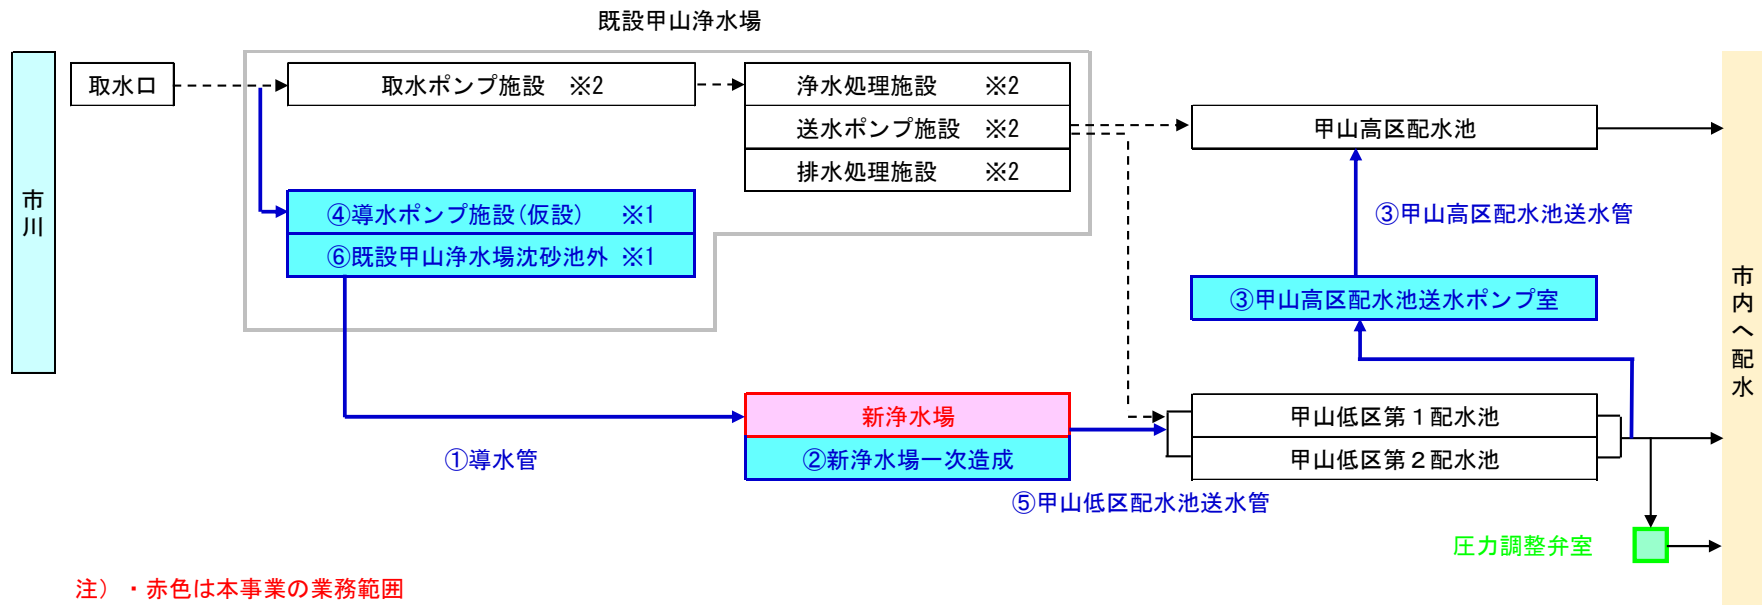 既設甲山浄水場
市川
取水口
取水ポンプ施設　※2
浄水処理施設　※2
送水ポンプ施設　※2
排水処理施設　※2
④導水ポンプ施設(仮設)　※1
⑥既設甲山浄水場沈砂池外 ※1
甲山高区配水池
③甲山高区配水池送水管
③甲山高区配水池送水ポンプ室
市内へ配水
新浄水場
②新浄水場一次造成
①導水管
甲山低区第１配水池
甲山低区第２配水池
⑤甲山低区配水池送水管
圧力調整弁室
注）・赤色は本事業の業務範囲